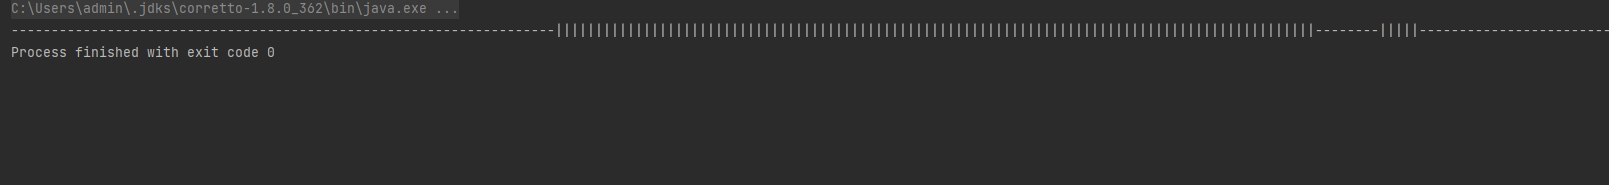 C:\Users\admin\.jdks\corretto-1.8.0_362\bin\java.exe ...
--------------------------------------------------------------------|||||||||||||||||||||||||||||||||||||||||||||||||||||||||||||||||||||||||||||||||||||||||||||||--------|||||------------------------
Process finished with exit code 0